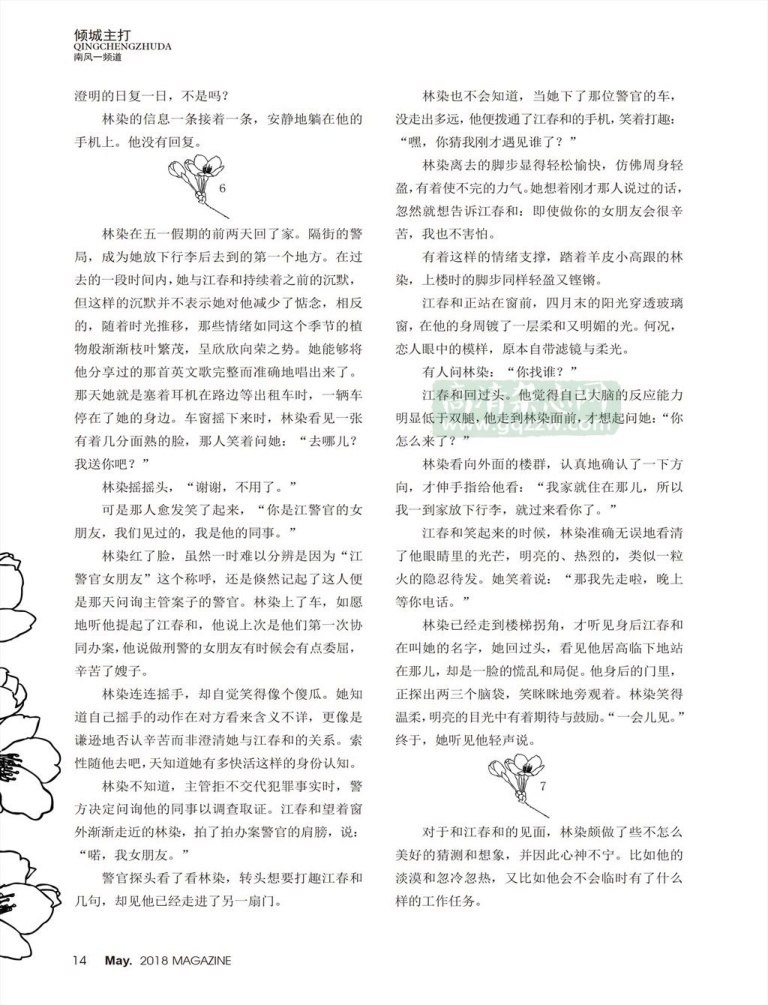 倾城主打
QINGCHENGZHUDA
南风一频道
澄明的日复一日，不是吗？
林染的信息一条接着一条，安静地躺在他的
手机上。他没有回复。
6
林染在五一假期的前两天回了家。隔街的警
局，成为她放下行李后去到的第一个地方。在过
去的一段时间内，她与江春和持续着之前的沉默，
但这样的沉默并不表示她对他减少了惦念，相反
的，随着时光推移，那些情绪如同这个季节的植
物般渐渐枝叶繁茂，呈欣欣向荣之势。她能够将
他分享过的那首英文歌完整而准确地唱出来了。
那天她就是塞着耳机在路边等出租车时，一辆车
停在了她的身边。车窗摇下来时，林染看见一张
有着几分面熟的脸，那人笑着问她：“去哪儿？
我送你吧？”
林染摇摇头，“谢谢，不用了。”
可是那人愈发笑了起来，“你是江警官的女
朋友，我们见过的，我是他的同事。”
林染红了脸，虽然一时难以分辨是因为“江
警官女朋友”这个称呼，还是倏然记起了这人便
是那天问询主管案子的警官。林染上了车，如愿
地听他提起了江春和，他说上次是他们第一次协
同办案，他说做刑警的女朋友有时候会有点委屈，
辛苦了嫂子。
林染连连摇手，却自觉笑得像个傻瓜。她知
道自己摇手的动作在对方看来含义不详，更像是
谦逊地否认辛苦而非澄清她与江春和的关系。索
性随他去吧，天知道她有多快活这样的身份认知。
林染不知道，主管拒不交代犯罪事实时，警
方决定问询他的同事以调查取证。江春和望着窗
外渐渐走近的林染，拍了拍办案警官的肩膀，说：
“喏，我女朋友。”
警官探头看了看林染，转头想要打趣江春和
几句，却见他已经走进了另一扇门。
林染也不会知道，当她下了那位警官的车，
没走出多远，他便拨通了江春和的手机，笑着打趣：
“嘿，你猜我刚才遇见谁了？”
林染离去的脚步显得轻松愉快，仿佛周身轻
盈，有着使不完的力气。她想着刚才那人说过的话，
忽然就想告诉江春和：即使做你的女朋友会很辛
苦，我也不害怕。
有着这样的情绪支撑，踏着羊皮小高跟的林
染，上楼时的脚步同样轻盈又铿锵。
江春和正站在窗前，四月末的阳光穿透玻璃
窗，在他的身周镀了一层柔和又明媚的光。何况，
恋人眼中的模样，原本自带滤镜与柔光。
有人问林染：“你找谁？”
江春和回过头。他觉得自己大脑的反应能力
明显低于双腿，他走到林染面前，才想起问她：“你
怎么来了？”
林染看向外面的楼群，认真地确认了一下方
向，才伸手指给他看：“我家就住在那儿，所以
我一到家放下行李，就过来看你了。”
江春和笑起来的时候，林染准确无误地看清
了他眼睛里的光芒，明亮的、热烈的，类似一粒
火的隐忍待发。她笑着说：“那我先走啦，晚上
等你电话。”
林染已经走到楼梯拐角，才听见身后江春和
在叫她的名字，她回过头，看见他居高临下地站
在那儿，却是一脸的慌乱和局促。他身后的门里，
正探出两三个脑袋，笑眯眯地旁观着。林染笑得
温柔，明亮的目光中有着期待与鼓励。“一会儿见。”
终于，她听见他轻声说。
7
对于和江春和的见面，林染颇做了些不怎么
美好的猜测和想象，并因此心神不宁。比如他的
淡漠和忽冷忽热，又比如他会不会临时有了什么
样的工作任务。
www.gqzzw.com
14 May. 2018 MAGAZINE